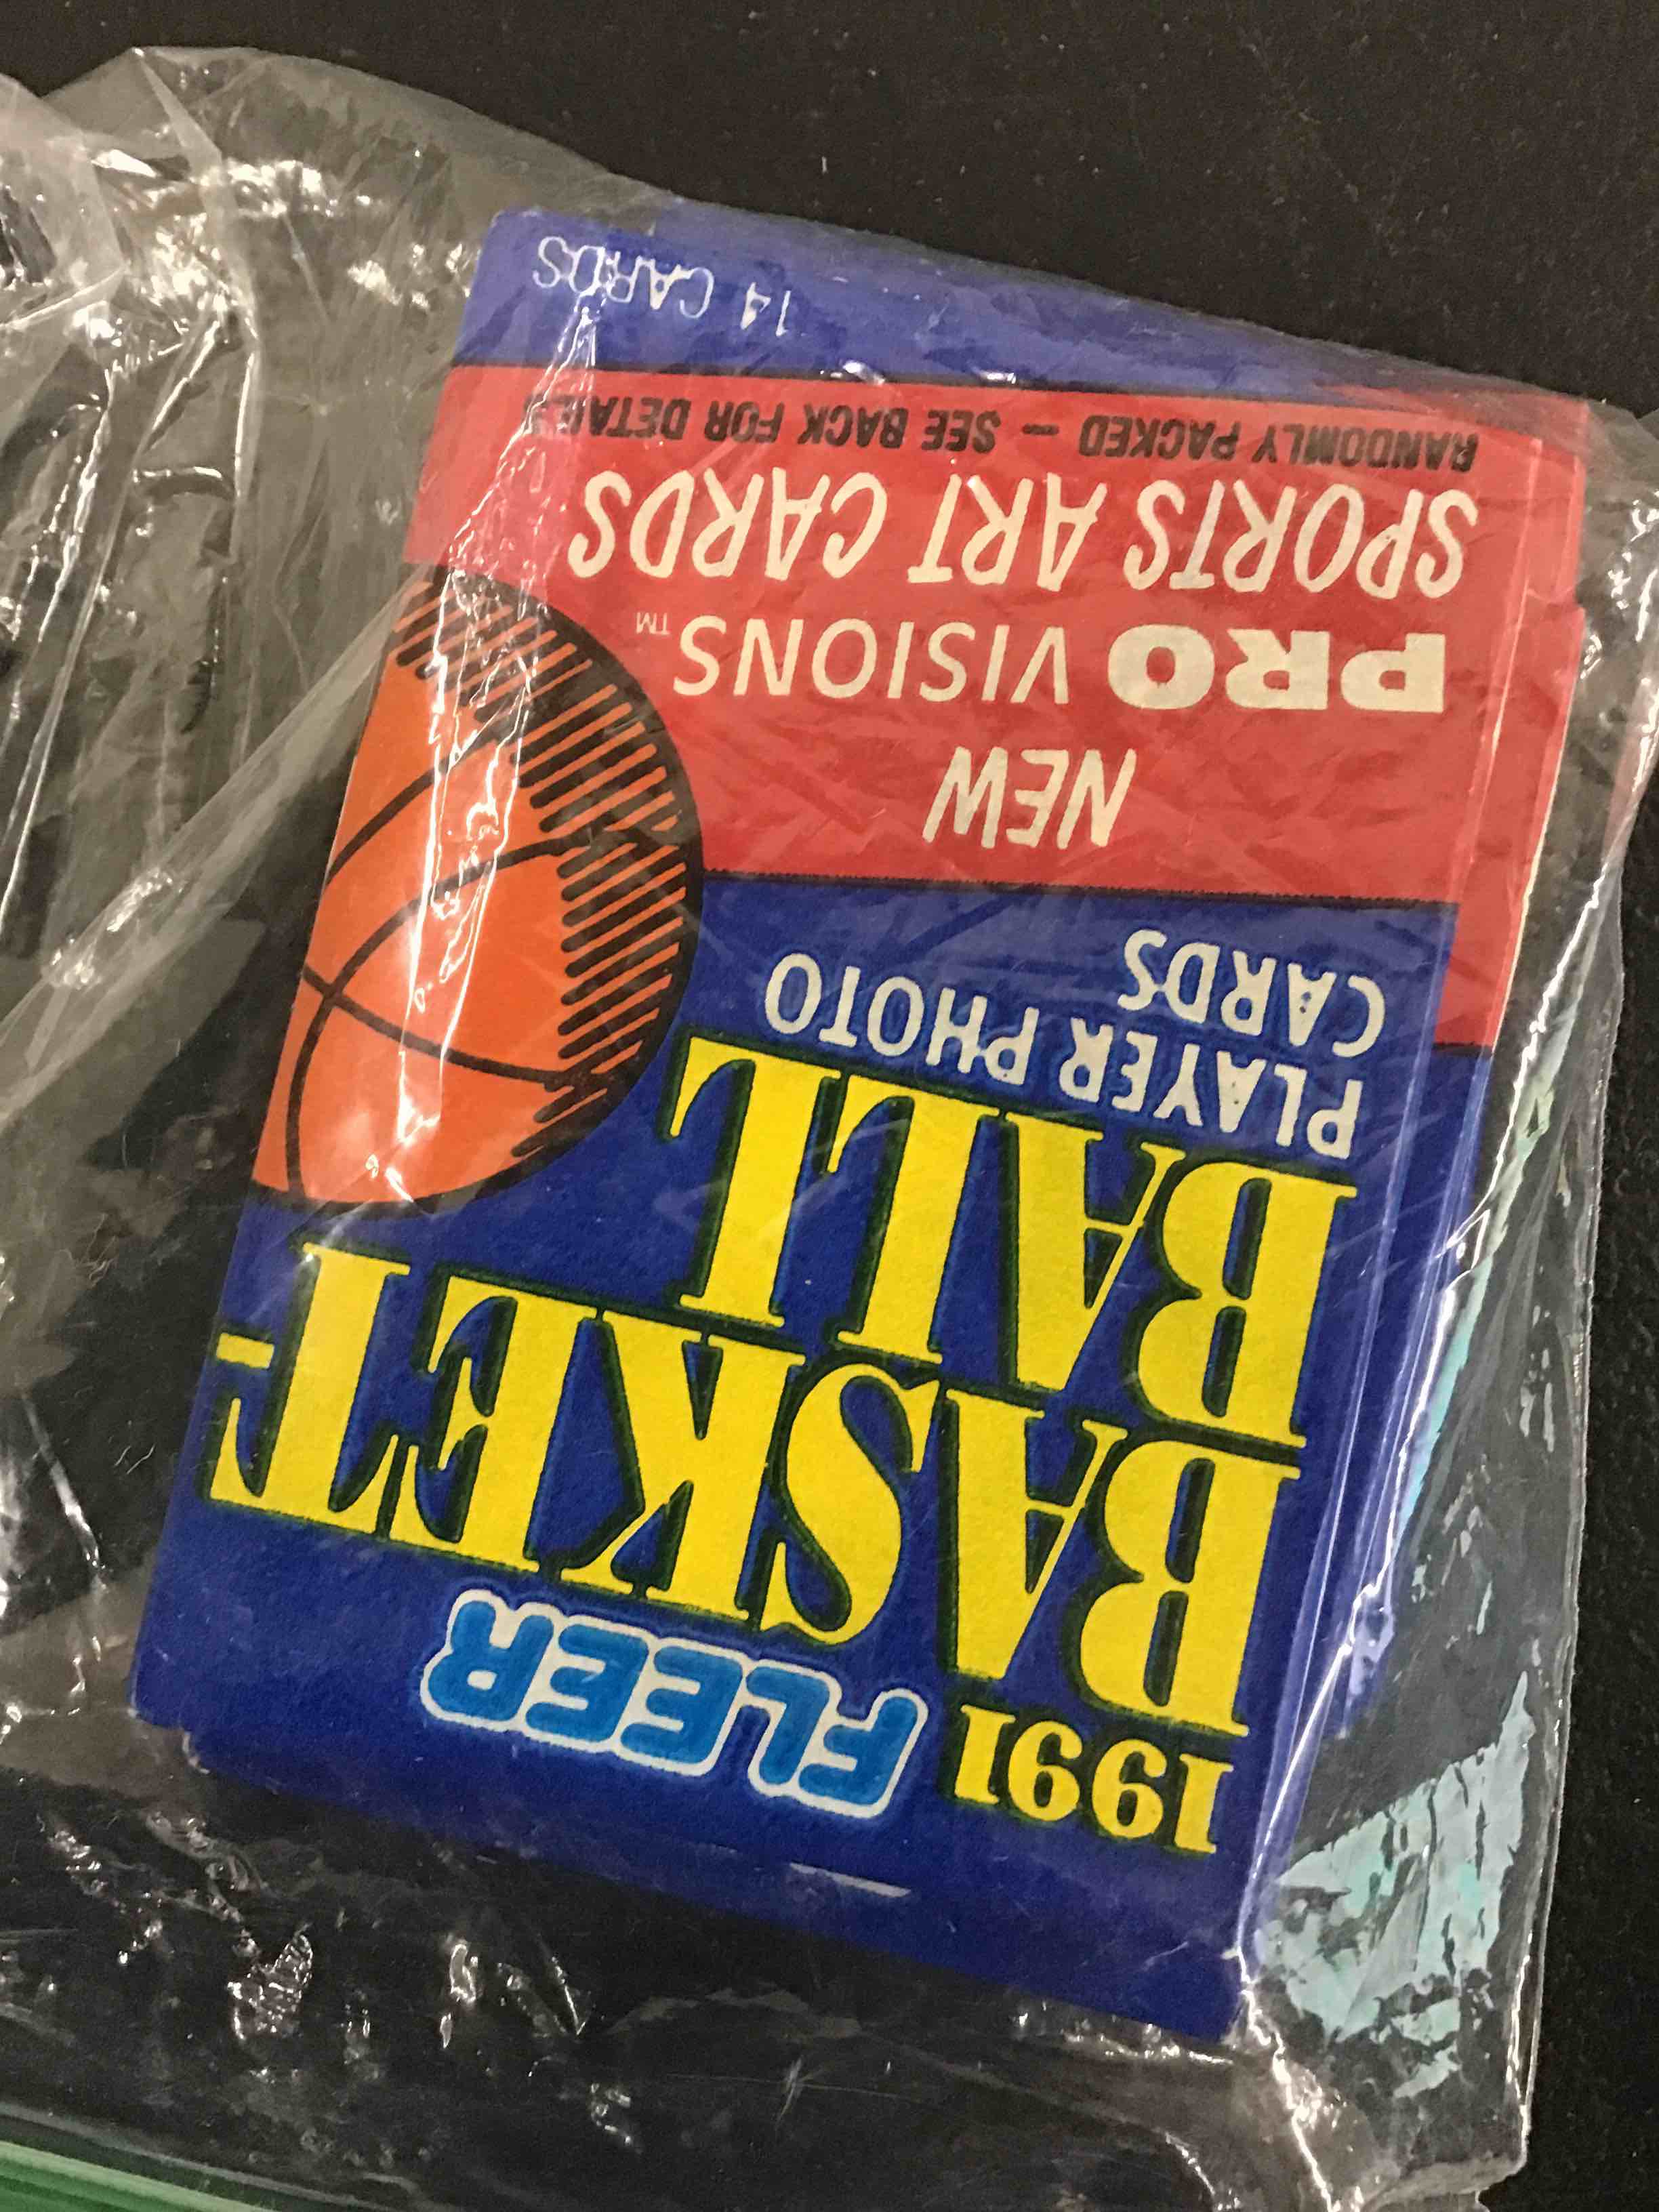 1991 FLEER
BASKET-
BALL
PLAYER PHOTO
CARDS
NEW
PRO VISIONS™
SPORTS ART CARDS
RANDOMLY PACKED — SEE BACK FOR DETAILS
14 CARDS